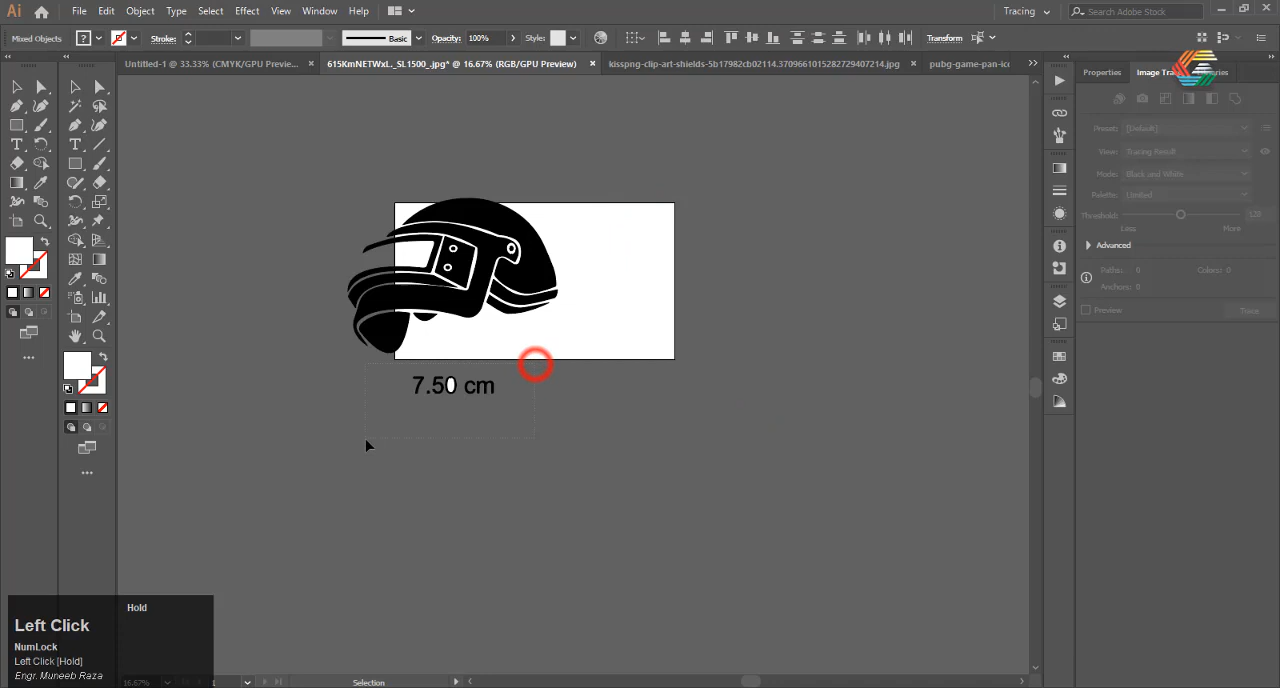 Ai File Edit Object Type Select Effect View Window Help Tracing Search Adobe Stock
Mixed Objects Stroke: Basic Opacity: 100% Style: Transform
Untitled-1 @ 33.33% (CMYK/GPU Previe... 615KmNETWxL._SL1500_.jpg* @ 16.67% (RGB/GPU Preview) kisspng-clip-art-shields-5b17982cb02114.3709661015282729407214.jpg pubg-game-pan-ico
Properties Image Tra Libraries
Preset: [Default]
View: Tracing Result
Mode: Black and White
Palette: Limited
Threshold: 128
Less More
Advanced
Paths: 0 Colors: 0
Anchors: 0
Preview Trace
7.50 cm
Hold
Left Click
NumLock
Left Click [Hold]
Engr. Muneeb Raza
16.67% 1 Selection